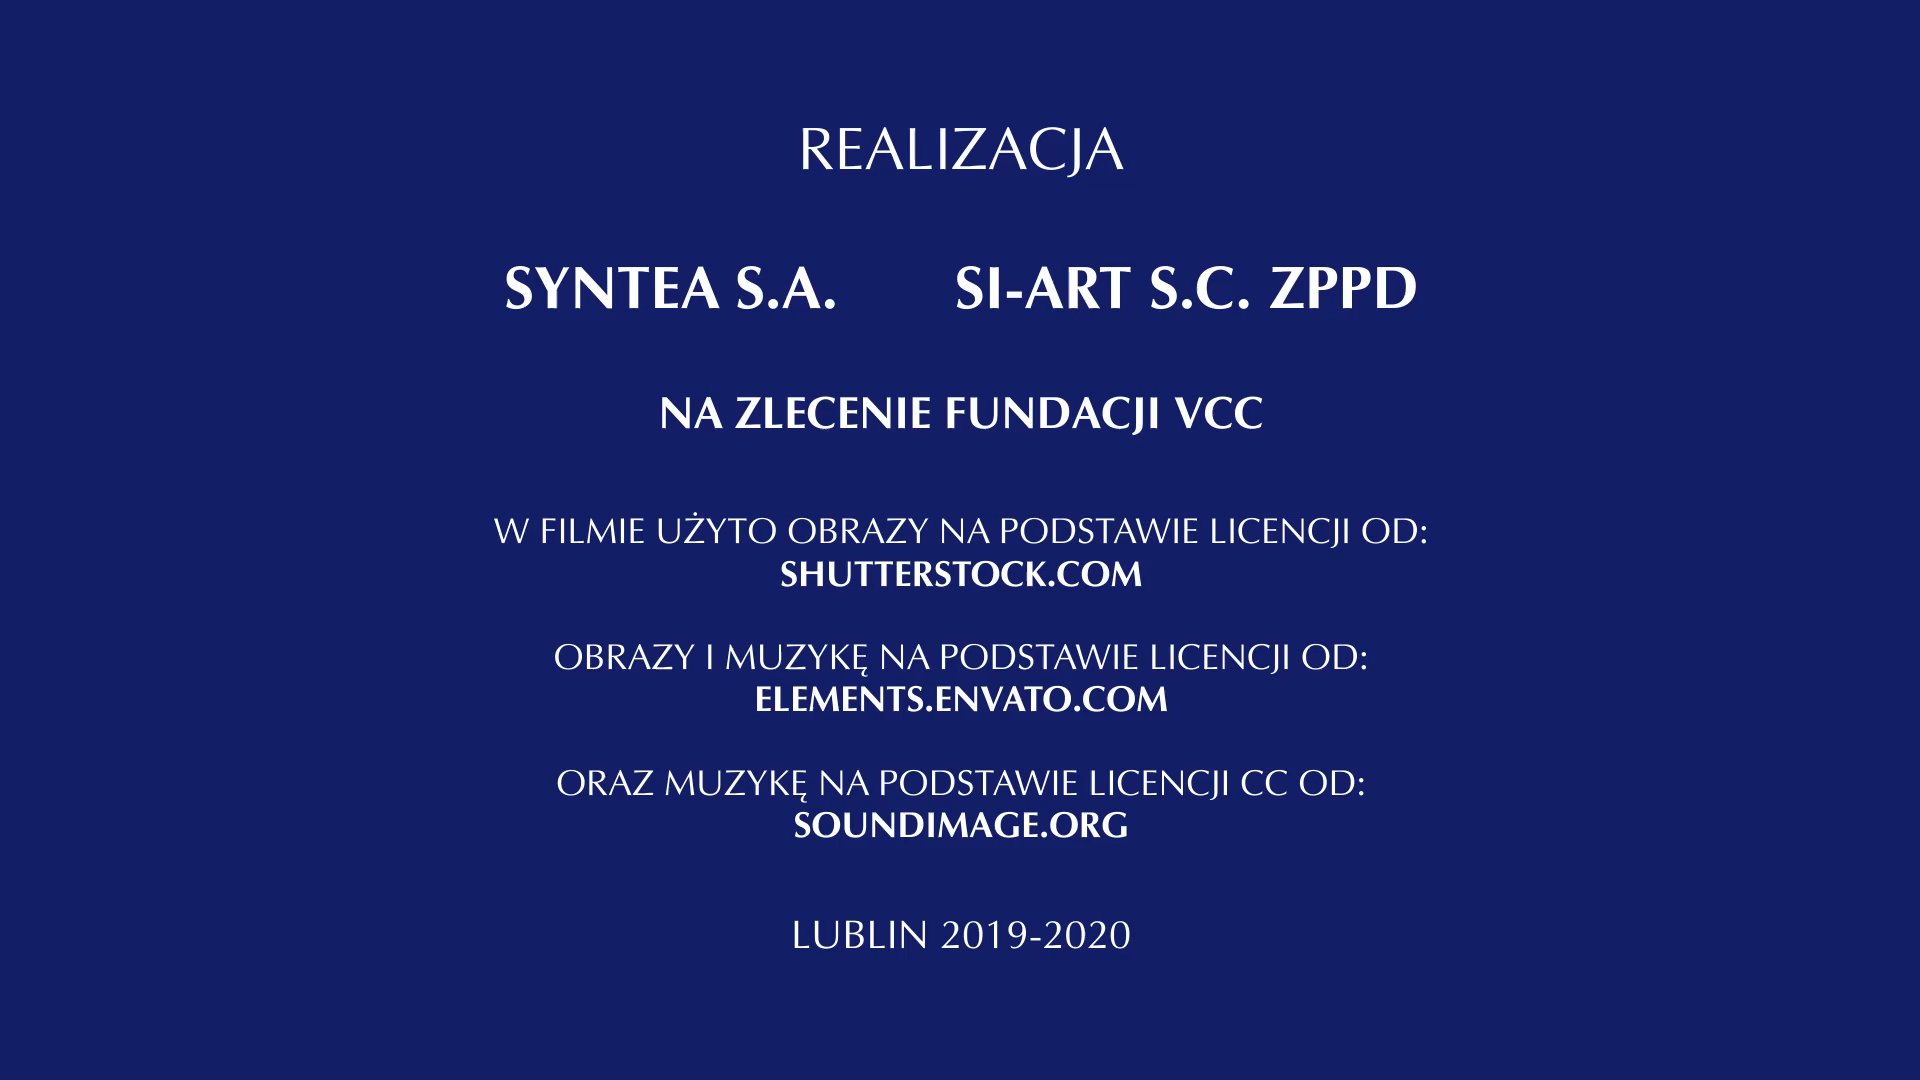 REALIZACJA
SYNTEA S.A. SI-ART S.C. ZPPD
NA ZLECENIE FUNDACJI VCC
W FILMIE UŻYTO OBRAZY NA PODSTAWIE LICENCJI OD:
SHUTTERSTOCK.COM
OBRAZY I MUZYKĘ NA PODSTAWIE LICENCJI OD:
ELEMENTS.ENVATO.COM
ORAZ MUZYKĘ NA PODSTAWIE LICENCJI CC OD:
SOUNDIMAGE.ORG
LUBLIN 2019-2020